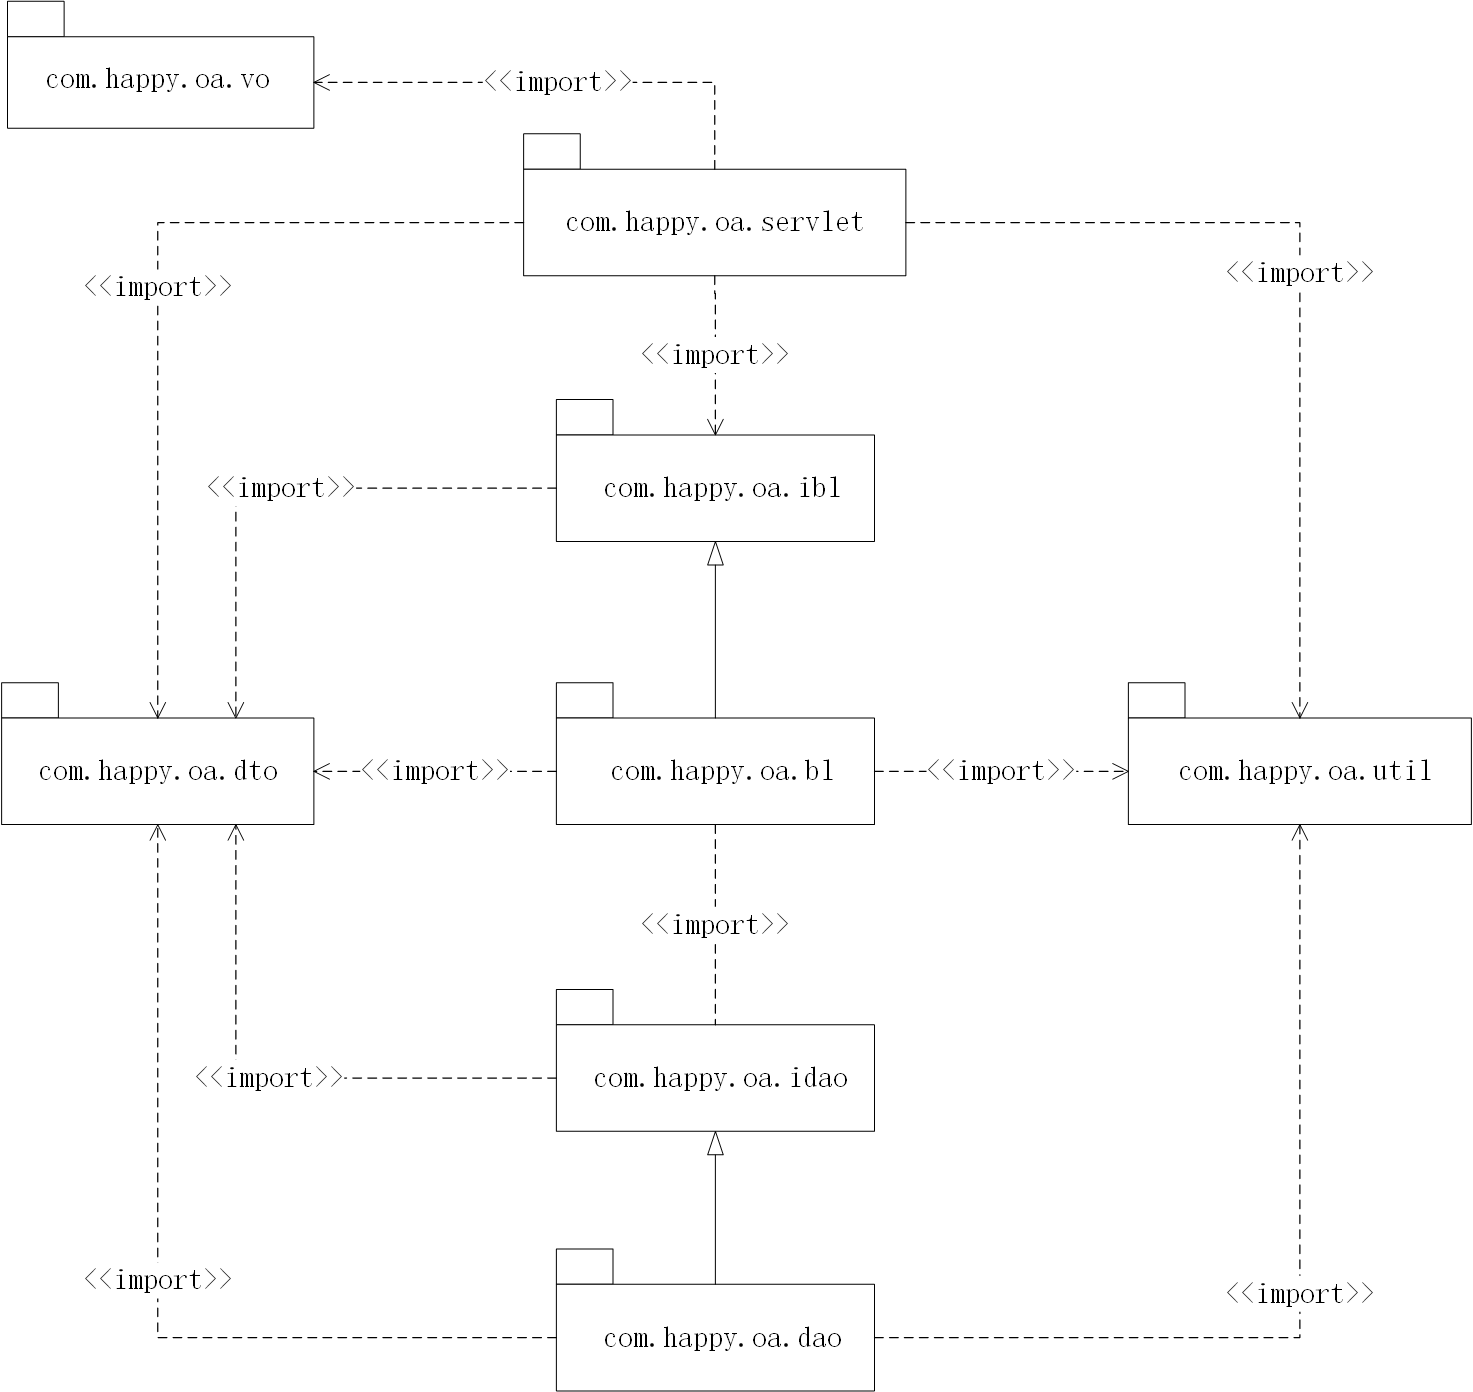 com.happy.oa.vo
<<import>>
com.happy.oa.servlet
<<import>>
<<import>>
<<import>>
<<import>>
com.happy.oa.ibl
com.happy.oa.dto
<<import>>
com.happy.oa.bl
<<import>>
com.happy.oa.util
<<import>>
<<import>>
com.happy.oa.idao
<<import>>
<<import>>
com.happy.oa.dao